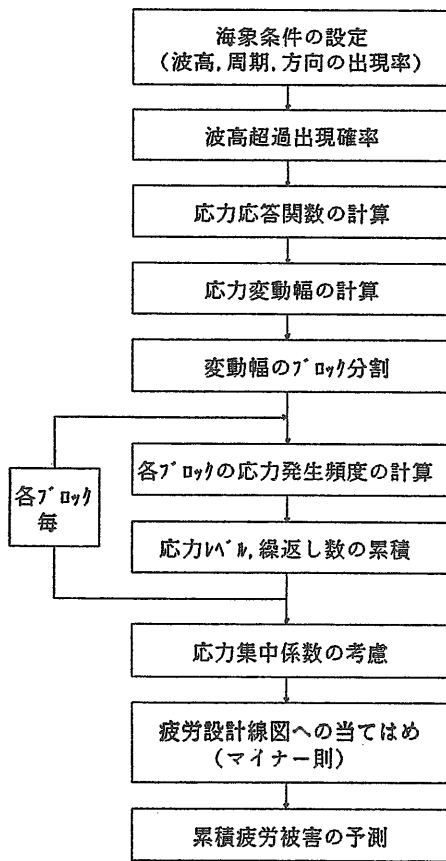 海象条件の設定
（波高，周期，方向の出現率）
波高超過出現確率
応力応答関数の計算
応力変動幅の計算
変動幅のﾌﾞﾛｯｸ分割
各ﾌﾞﾛｯｸの応力発生頻度の計算
各ﾌﾞﾛｯｸ
毎
応力ﾚﾍﾞﾙ，繰返し数の累積
応力集中係数の考慮
疲労設計線図への当てはめ
（マイナー則）
累積疲労被害の予測